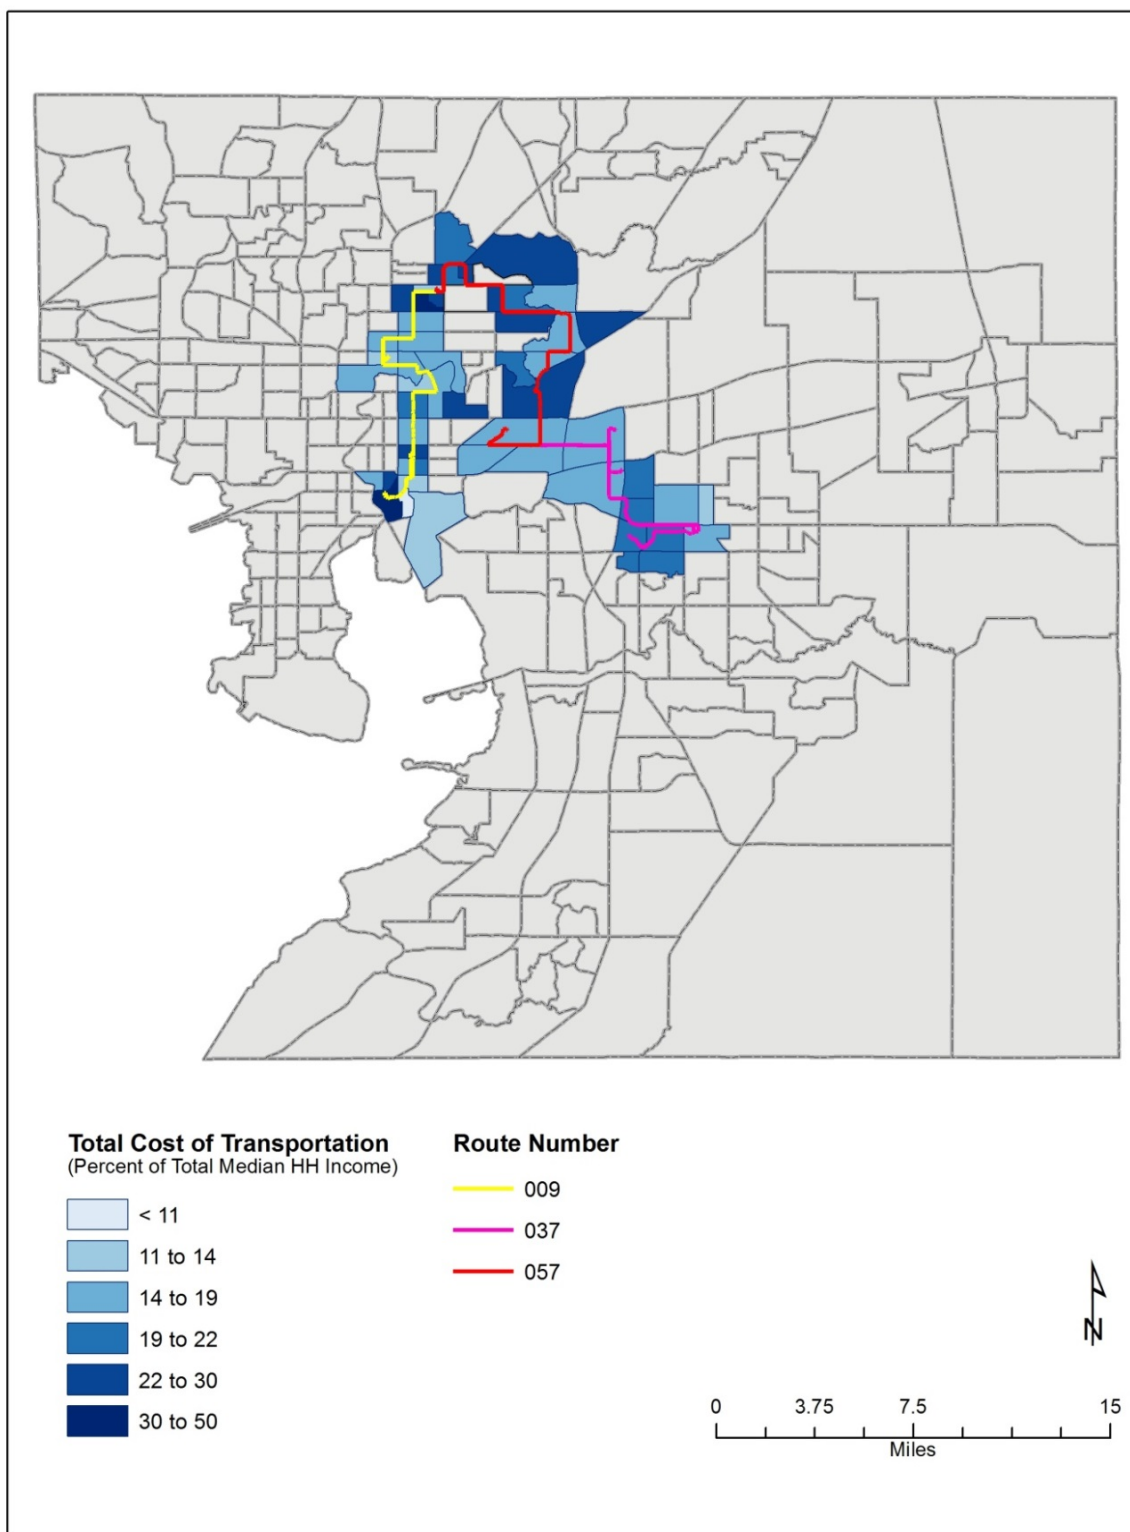 Total Cost of Transportation
(Percent of Total Median HH Income)
< 11
11 to 14
14 to 19
19 to 22
22 to 30
30 to 50
Route Number
009
037
057
N
0 3.75 7.5 15
Miles